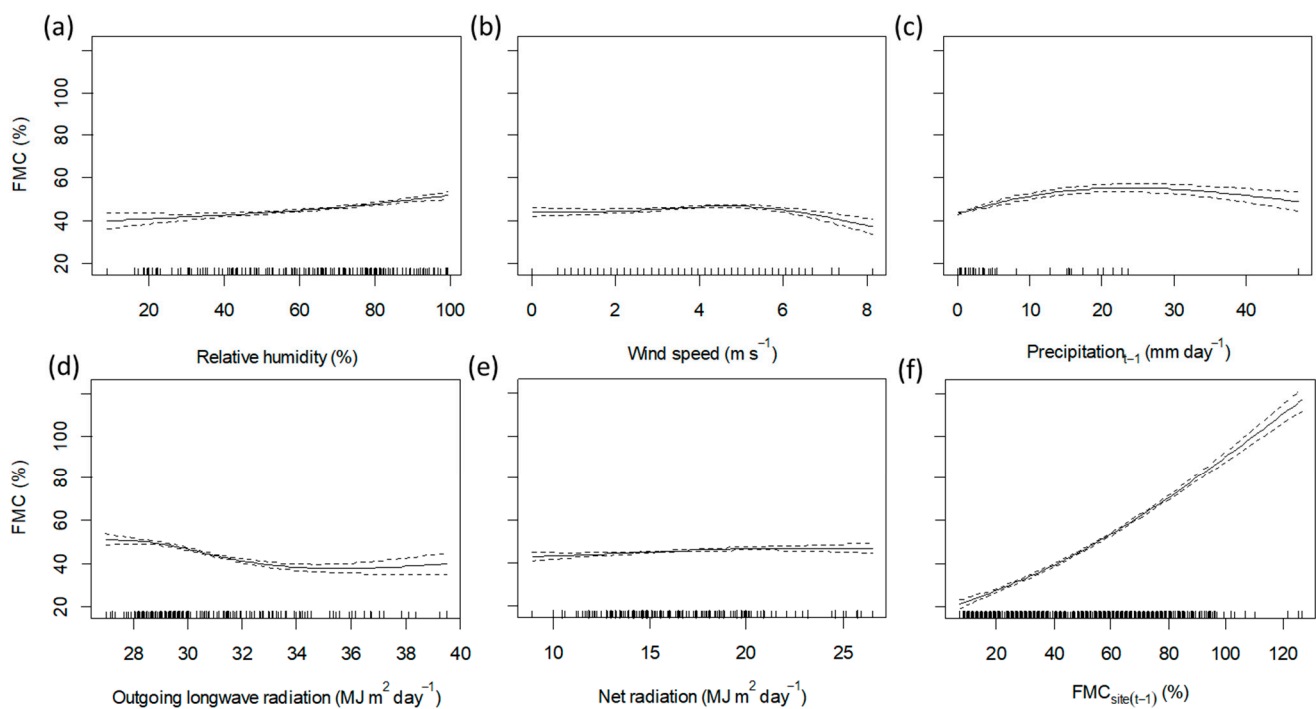 (a)
FMC (%)
20 40 60 80 100
20 40 60 80 100
Relative humidity (%)
(b)
0 2 4 6 8
Wind speed (m s⁻¹)
(c)
0 10 20 30 40
Precipitationₜ₋₁ (mm day⁻¹)
(d)
FMC (%)
20 40 60 80 100
28 30 32 34 36 38 40
Outgoing longwave radiation (MJ m² day⁻¹)
(e)
10 15 20 25
Net radiation (MJ m² day⁻¹)
(f)
20 40 60 80 100 120
FMCsite(t−1) (%)